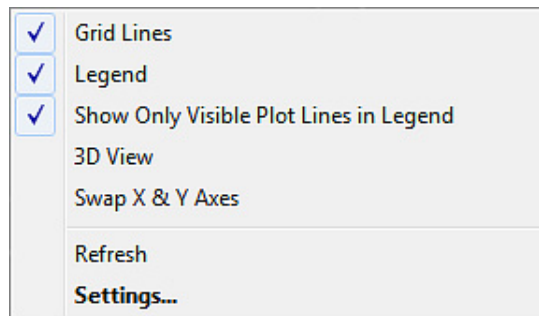 Grid Lines
Legend
Show Only Visible Plot Lines in Legend
3D View
Swap X & Y Axes
Refresh
Settings...